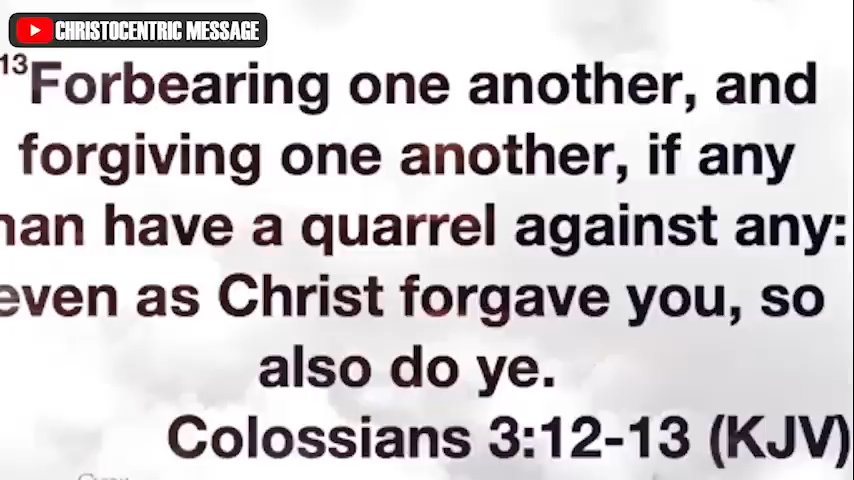 CHRISTOCENTRIC MESSAGE
13Forbearing one another, and
forgiving one another, if any
have a quarrel against any:
even as Christ forgave you, so
also do ye.
Colossians 3:12-13 (KJV)